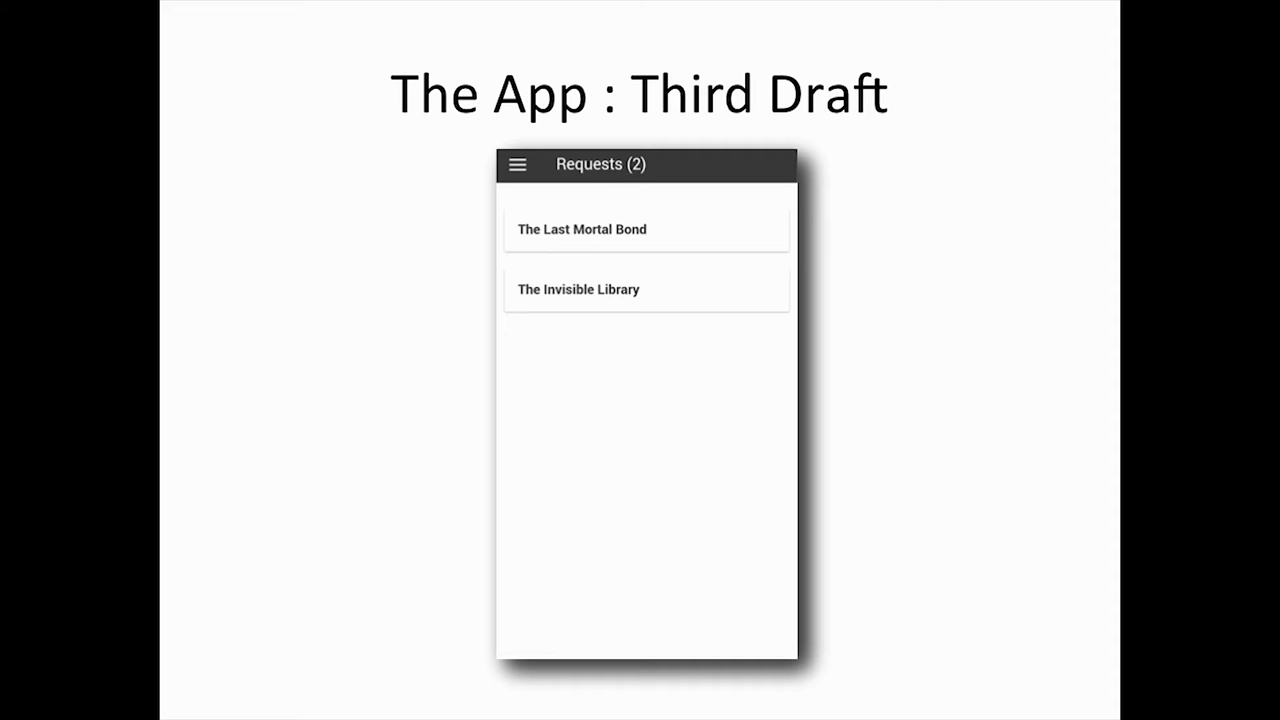 The App : Third Draft
Requests (2)
The Last Mortal Bond
The Invisible Library